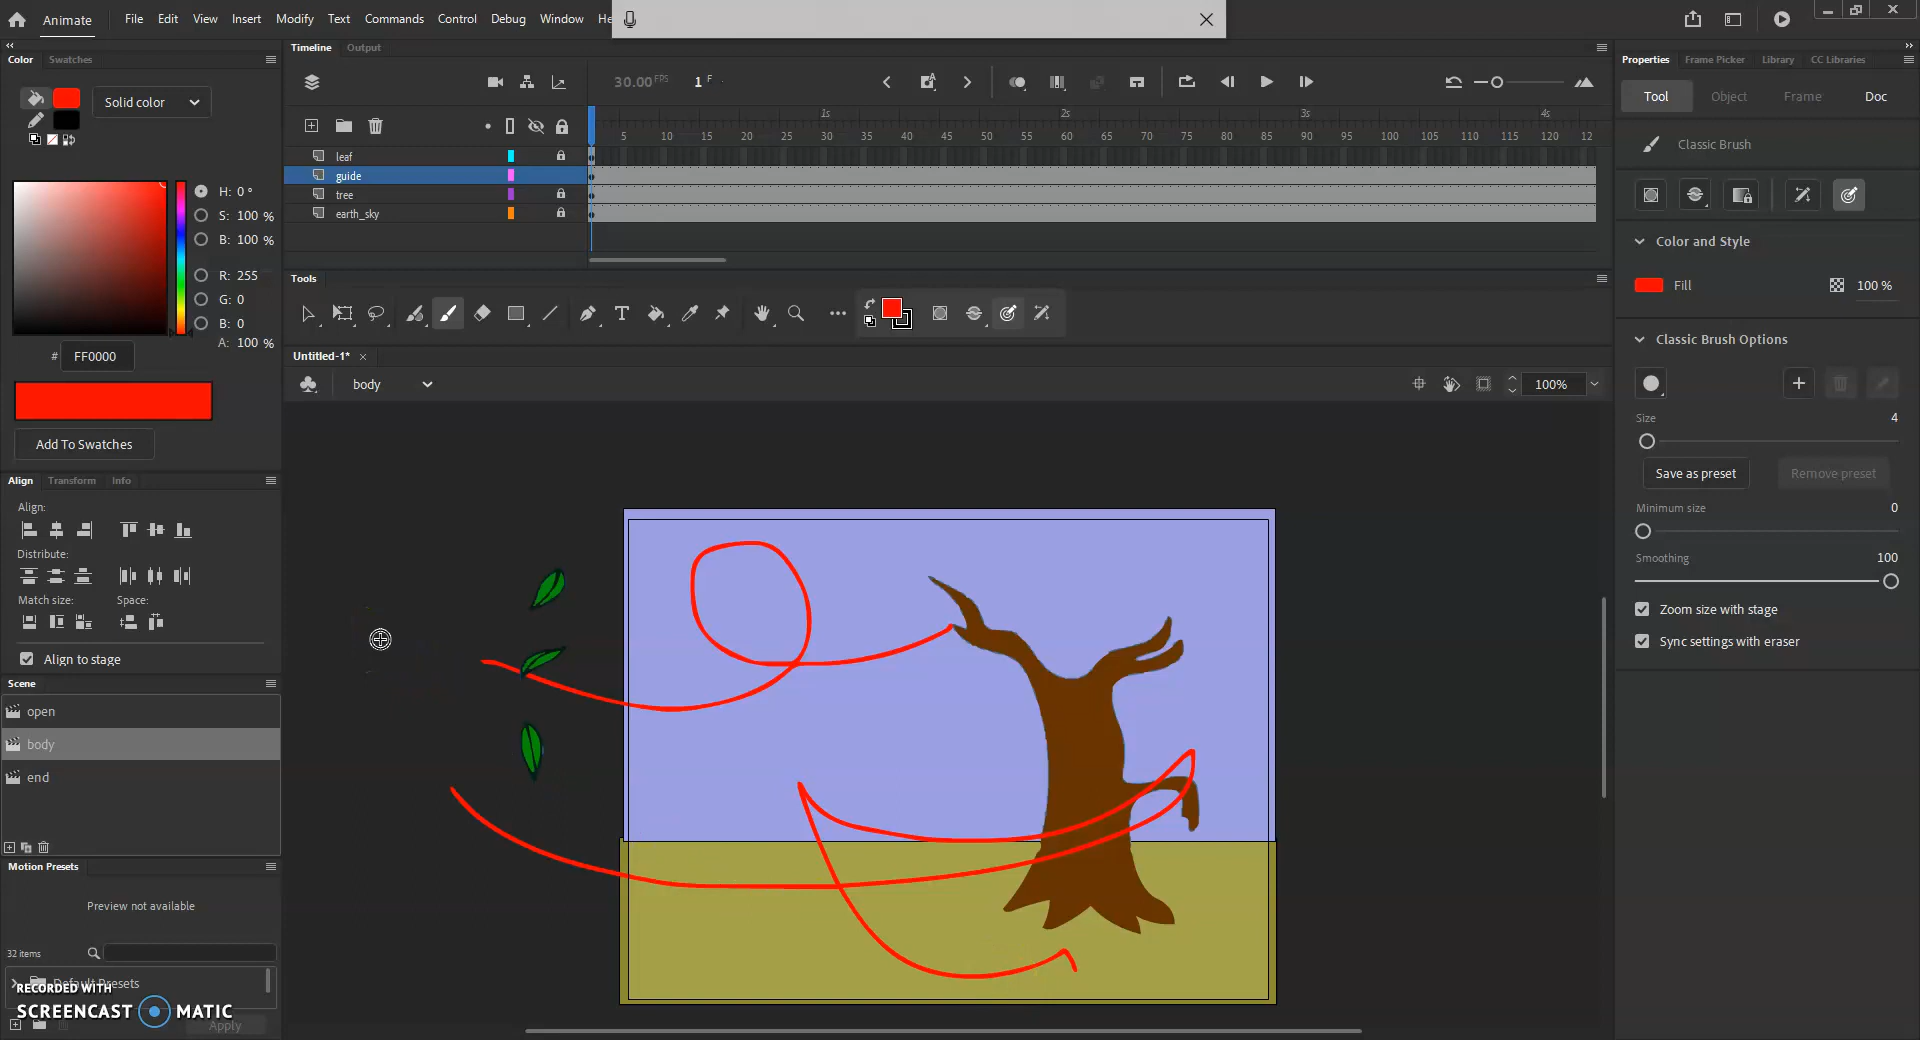 Animate File Edit View Insert Modify Text Commands Control Debug Window He
Color Swatches
Solid color
H: 0 °
S: 100 %
B: 100 %
R: 255
G: 0
B: 0
A: 100 %
# FF0000
Add To Swatches
Align Transform Info
Align:
Distribute:
Match size: Space:
Align to stage
Scene
open
body
end
Motion Presets
Preview not available
32 items
Default Presets
RECORDED WITH
SCREENCAST MATIC
Apply
Timeline Output
30.00 FPS 1 F
1s 2s 3s 4s
5 10 15 20 25 30 35 40 45 50 55 60 65 70 75 80 85 90 95 100 105 110 115 120 12
leaf
guide
tree
earth_sky
Tools
Untitled-1*
body
100%
Properties Frame Picker Library CC Libraries
Tool Object Frame Doc
Classic Brush
Color and Style
Fill 100 %
Classic Brush Options
Size 4
Save as preset Remove preset
Minimum size 0
Smoothing 100
Zoom size with stage
Sync settings with eraser